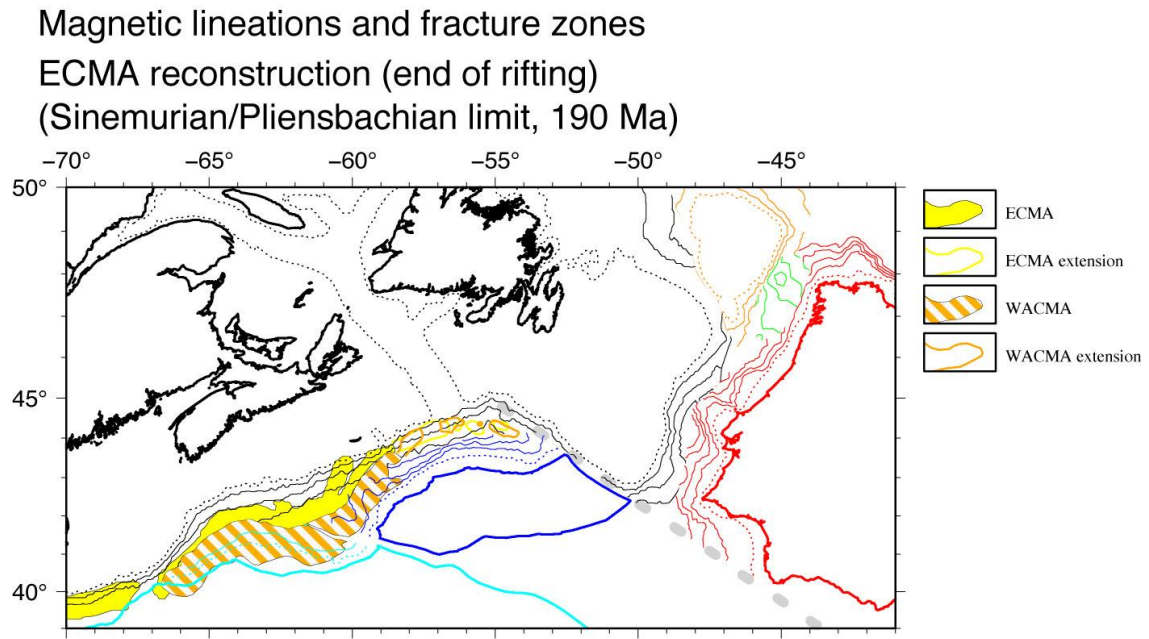 Magnetic lineations and fracture zones
ECMA reconstruction (end of rifting)
(Sinemurian/Pliensbachian limit, 190 Ma)
−70° −65° −60° −55° −50° −45°
50°
45°
40°
ECMA
ECMA extension
WACMA
WACMA extension